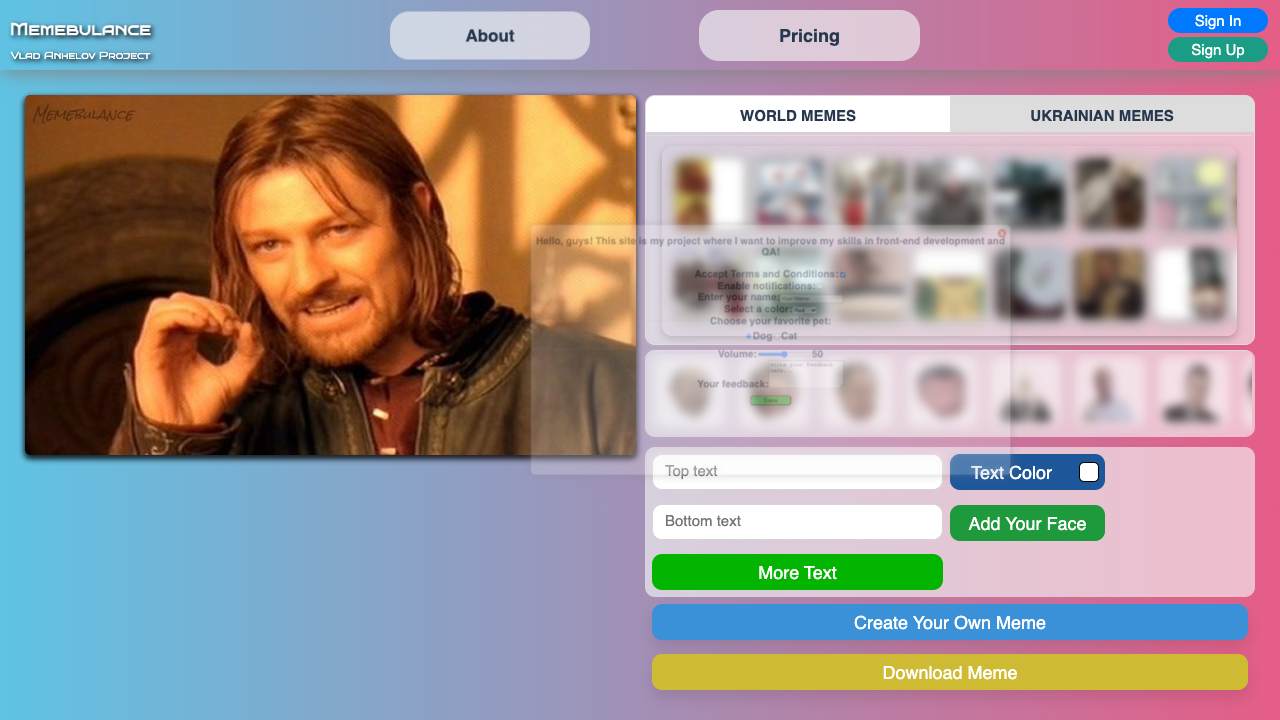 Memebulance
Vlad Anhelov Project
About
Pricing
Sign In
Sign Up
Memebulance
WORLD MEMES
UKRAINIAN MEMES
Hello, guys! This site is my project where I want to improve my skills in front-end development and
QA!
Accept Terms and Conditions:
Enable notifications:
Enter your name: Your Name
Select a color: Red
Choose your favorite pet:
Dog Cat
Volume: 50
Write your feedback
here...
Your feedback:
Save
Top text
Text Color
Bottom text
Add Your Face
More Text
Create Your Own Meme
Download Meme